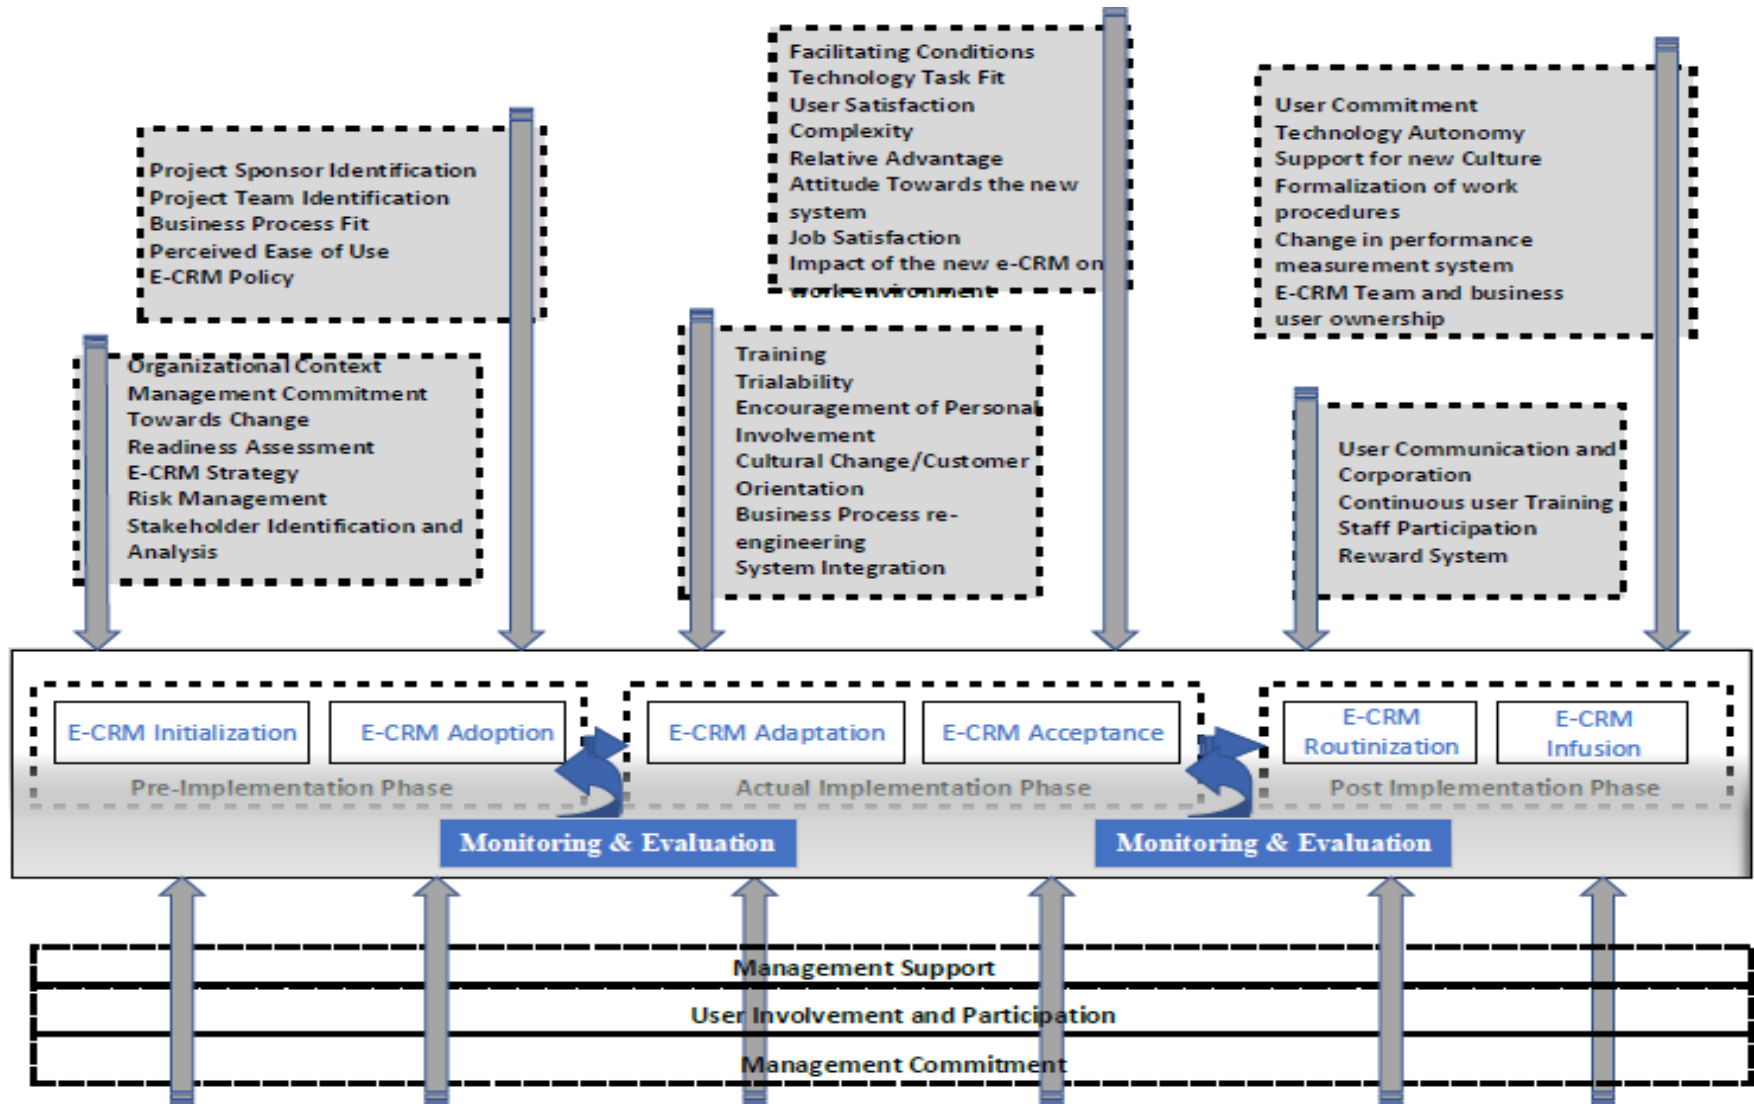 Facilitating Conditions
Technology Task Fit
User Satisfaction
Complexity
Relative Advantage
Attitude Towards the new
system
Job Satisfaction
Impact of the new e-CRM on
work environment
User Commitment
Technology Autonomy
Support for new Culture
Formalization of work
procedures
Change in performance
measurement system
E-CRM Team and business
user ownership
Project Sponsor Identification
Project Team Identification
Business Process Fit
Perceived Ease of Use
E-CRM Policy
Organizational Context
Management Commitment
Towards Change
Readiness Assessment
E-CRM Strategy
Risk Management
Stakeholder Identification and
Analysis
Training
Trialability
Encouragement of Personal
Involvement
Cultural Change/Customer
Orientation
Business Process re-
engineering
System Integration
User Communication and
Corporation
Continuous user Training
Staff Participation
Reward System
E-CRM Initialization
E-CRM Adoption
E-CRM Adaptation
E-CRM Acceptance
E-CRM
Routinization
E-CRM
Infusion
Pre-Implementation Phase
Actual Implementation Phase
Post Implementation Phase
Monitoring & Evaluation
Monitoring & Evaluation
Management Support
User Involvement and Participation
Management Commitment